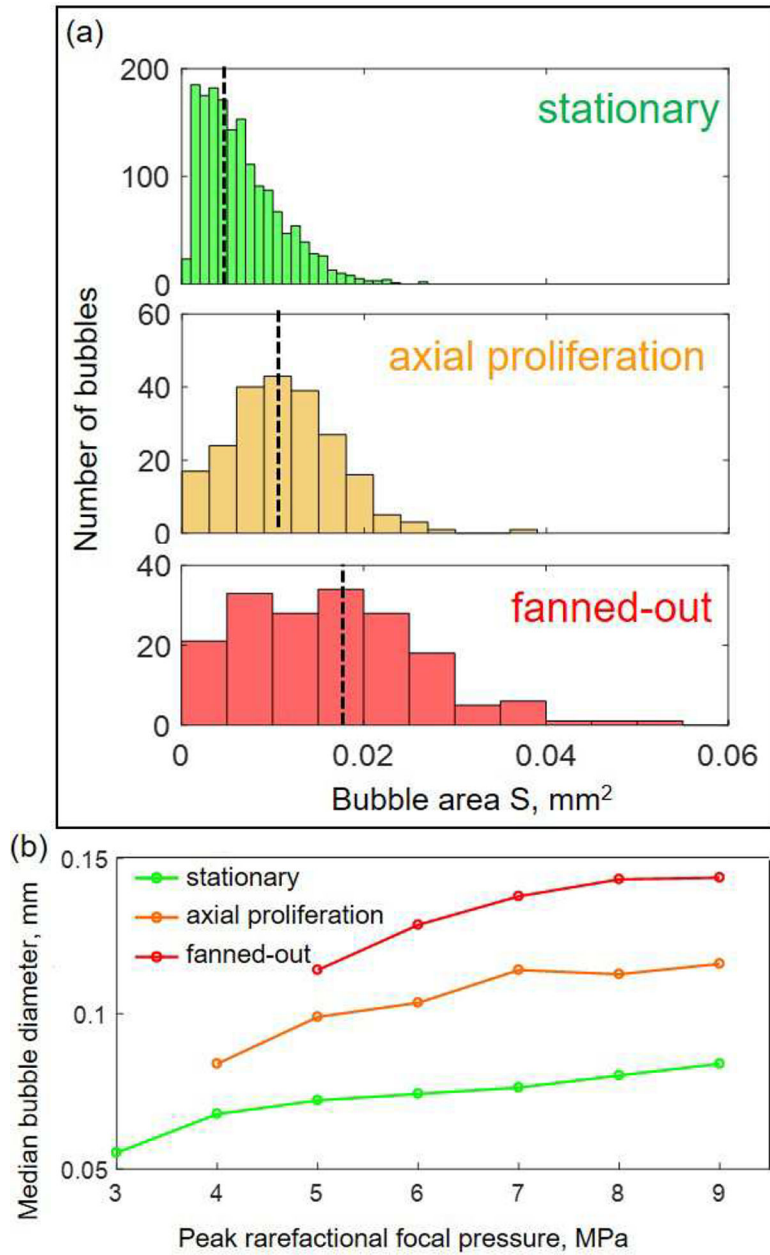 (a)
200
stationary
100
0
60
axial proliferation
40
20
0
40
fanned-out
20
0
Number of bubbles
0 0.02 0.04 0.06
Bubble area S, mm²
(b)
0.15
stationary
axial proliferation
fanned-out
0.1
0.05
Median bubble diameter, mm
3 4 5 6 7 8 9
Peak rarefactional focal pressure, MPa